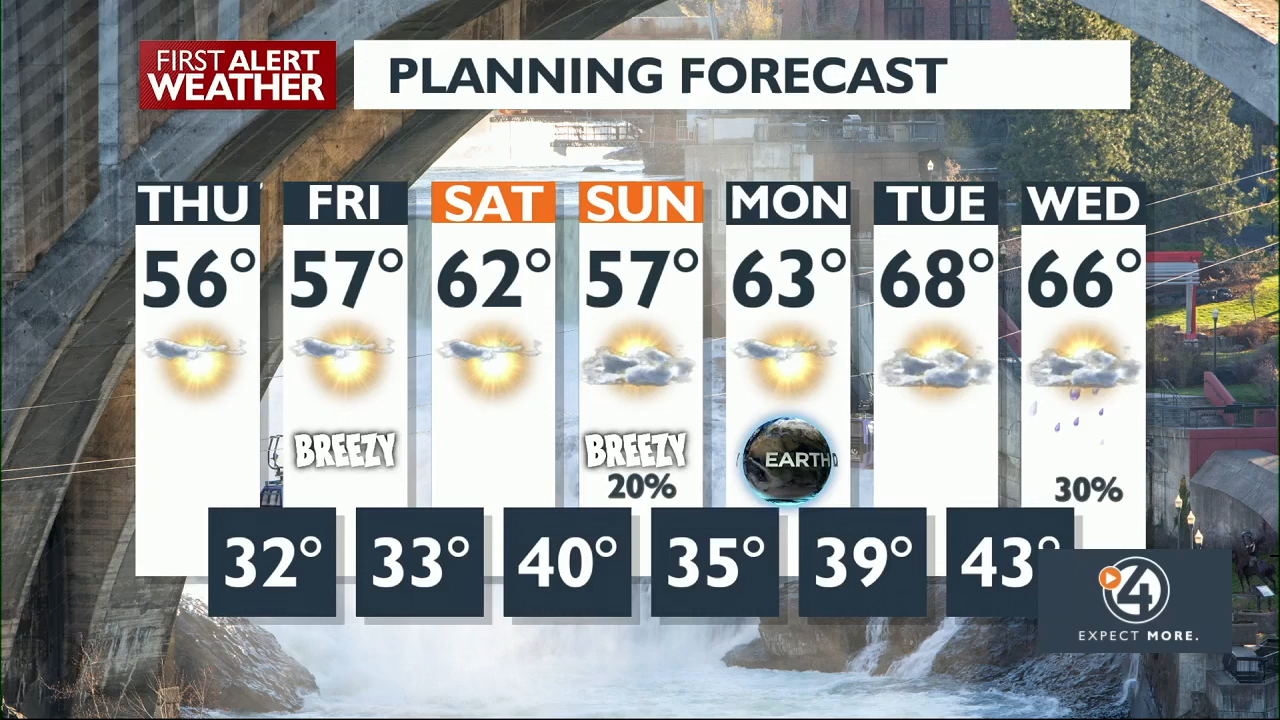 FIRST ALERT
WEATHER
PLANNING FORECAST
THU FRI SAT SUN MON TUE WED
56° 57° 62° 57° 63° 68° 66°
BREEZY BREEZY EARTH D
20% 30%
32° 33° 40° 35° 39° 43°
4
EXPECT MORE.